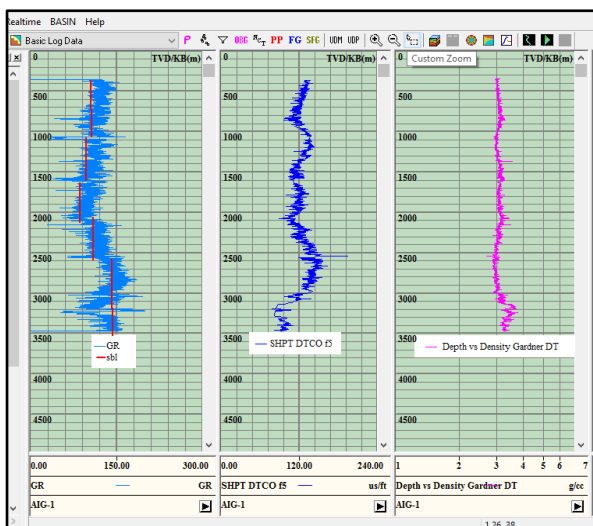 Realtime BASIN Help
Basic Log Data P OBG PP FG SFG UDM UDP
Custom Zoom
0 TVD/KB(m) 0 TVD/KB(m) 0 TVD/KB(m)
500 500 500
1000 1000 1000
1500 1500 1500
2000 2000 2000
2500 2500 2500
3000 3000 3000
3500 3500 3500
GR
sbl
SHPT DTCO f5
Depth vs Density Gardner DT
4000 4000 4000
4500 4500 4500
0.00 150.00 300.00 120.00 240.00 1 2 3 4 5 6 7
GR GR SHPT DTCO f5 us/ft Depth vs Density Gardner DT g/cc
AIG-1 AIG-1 AIG-1